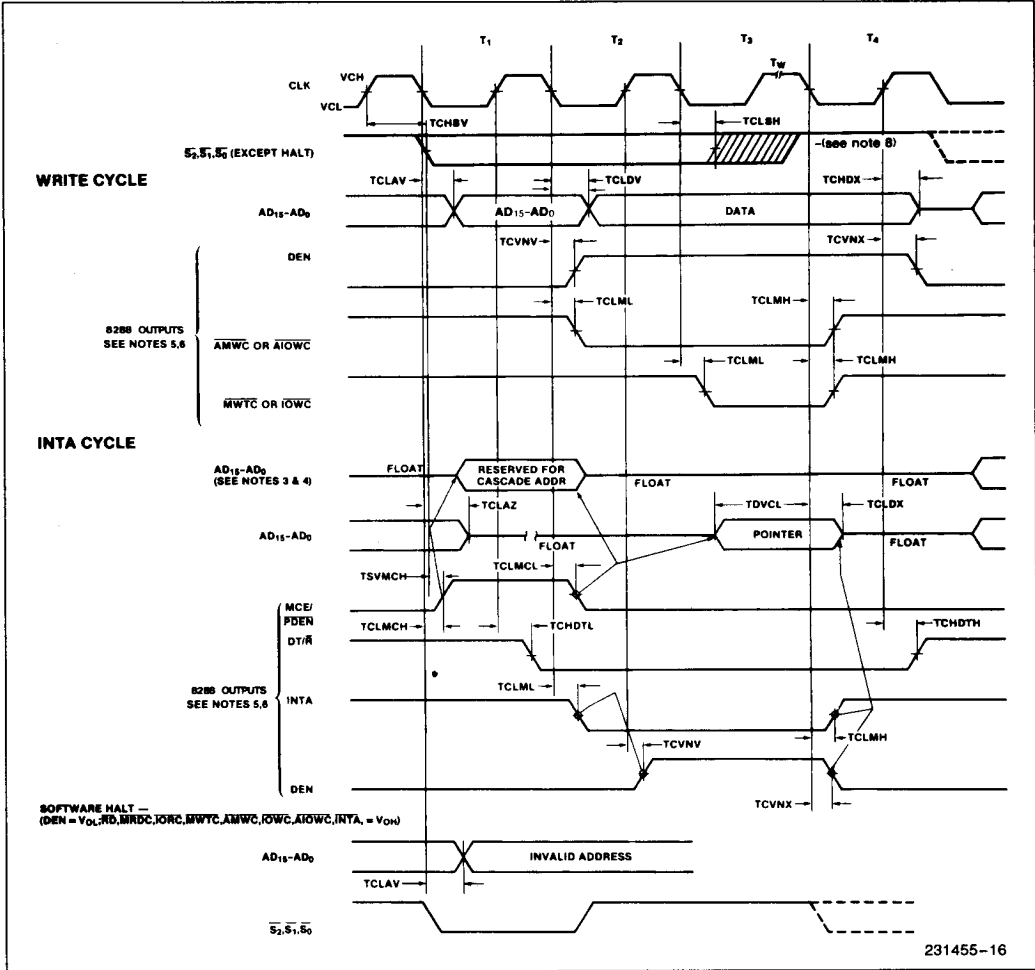 T1 T2 T3 T4
TW
CLK VCH
VCL
TCHSV TCLSH
S2,S1,S0 (EXCEPT HALT) (see note 8)
WRITE CYCLE
TCLAV TCLDV TCHDX
AD15-AD0 AD15-AD0 DATA
TCVNV TCVNX
DEN
TCLML TCLMH
8288 OUTPUTS
SEE NOTES 5,6
AMWC OR AIOWC
TCLML TCLMH
MWTC OR IOWC
INTA CYCLE
AD15-AD0
(SEE NOTES 3 & 4)
FLOAT RESERVED FOR
CASCADE ADDR FLOAT FLOAT
TCLAZ TDVCL TCLDX
AD15-AD0 FLOAT POINTER FLOAT
TSVMCH TCLMCL
MCE/
PDEN
TCLMCH TCHDTL TCHDTH
DT/R
TCLML
8288 OUTPUTS
SEE NOTES 5,6
INTA
TCLMH
TCVNV
DEN
TCVNX
SOFTWARE HALT —
(DEN = VOL;RD,MRDC,IORC,MWTC,AMWC,IOWC,AIOWC,INTA, = VOH)
AD15-AD0 INVALID ADDRESS
TCLAV
S2,S1,S0
231455-16